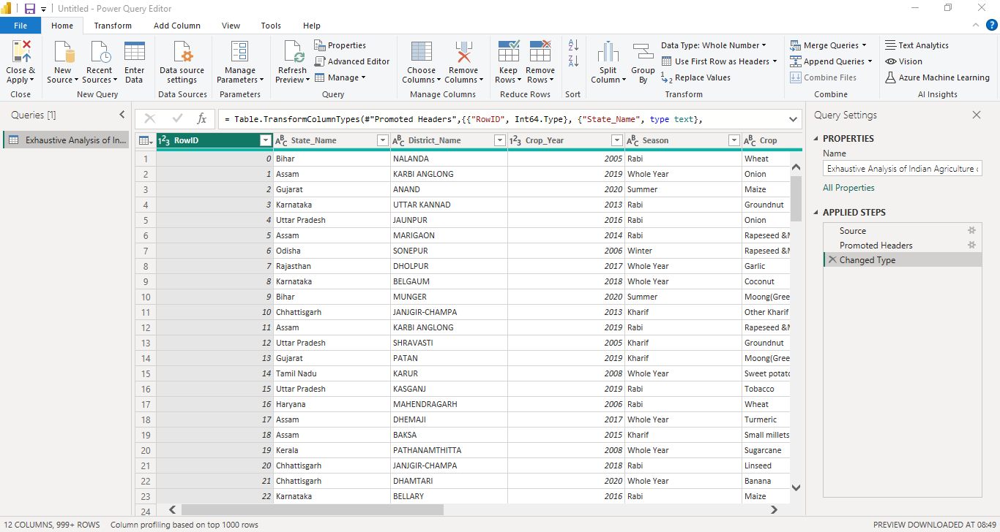 Untitled - Power Query Editor
File Home Transform Add Column View Tools Help
Close & Apply
New Source
Recent Sources
Enter Data
Data source settings
Manage Parameters
Refresh Preview
Properties
Advanced Editor
Manage
Choose Columns
Remove Columns
Keep Rows
Remove Rows
Split Column
Group By
Data Type: Whole Number
Use First Row as Headers
Replace Values
Merge Queries
Append Queries
Combine Files
Text Analytics
Vision
Azure Machine Learning
Close New Query Data Sources Parameters Query Manage Columns Reduce Rows Sort Transform Combine AI Insights
Queries [1]
Exhaustive Analysis of In...
= Table.TransformColumnTypes(#"Promoted Headers",{{"RowID", Int64.Type}, {"State_Name", type text},
RowID State_Name District_Name Crop_Year Season Crop
1 0 Bihar NALANDA 2005 Rabi Wheat
2 1 Assam KARBI ANGLONG 2019 Whole Year Onion
3 2 Gujarat ANAND 2020 Summer Maize
4 3 Karnataka UTTAR KANNAD 2013 Rabi Groundnut
5 4 Uttar Pradesh JAUNPUR 2016 Rabi Onion
6 5 Assam MARIGAON 2014 Rabi Rapeseed &M
7 6 Odisha SONEPUR 2006 Winter Rapeseed &M
8 7 Rajasthan DHOLPUR 2017 Whole Year Garlic
9 8 Karnataka BELGAUM 2018 Whole Year Coconut
10 9 Bihar MUNGER 2020 Summer Moong(Gree
11 10 Chhattisgarh JANJGIR-CHAMPA 2013 Kharif Other Kharif
12 11 Assam KARBI ANGLONG 2019 Rabi Rapeseed &M
13 12 Uttar Pradesh SHRAVASTI 2005 Kharif Groundnut
14 13 Gujarat PATAN 2019 Kharif Moong(Gree
15 14 Tamil Nadu KARUR 2008 Whole Year Sweet potato
16 15 Uttar Pradesh KASGANJ 2019 Rabi Tobacco
17 16 Haryana MAHENDRAGARH 2006 Rabi Wheat
18 17 Assam DHEMAJI 2017 Whole Year Turmeric
19 18 Assam BAKSA 2015 Kharif Small millets
20 19 Kerala PATHANAMTHITTA 2008 Whole Year Sugarcane
21 20 Chhattisgarh JANJGIR-CHAMPA 2018 Rabi Linseed
22 21 Chhattisgarh DHAMTARI 2020 Whole Year Banana
23 22 Karnataka BELLARY 2016 Rabi Maize
24
Query Settings
PROPERTIES
Name
Exhaustive Analysis of Indian Agriculture
All Properties
APPLIED STEPS
Source
Promoted Headers
Changed Type
12 COLUMNS, 999+ ROWS Column profiling based on top 1000 rows PREVIEW DOWNLOADED AT 08:49